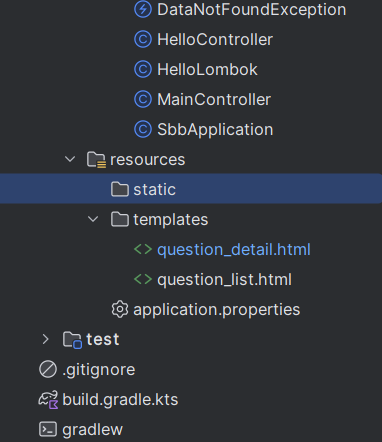 DataNotFoundException
HelloController
HelloLombok
MainController
SbbApplication
resources
static
templates
question_detail.html
question_list.html
application.properties
test
.gitignore
build.gradle.kts
gradlew